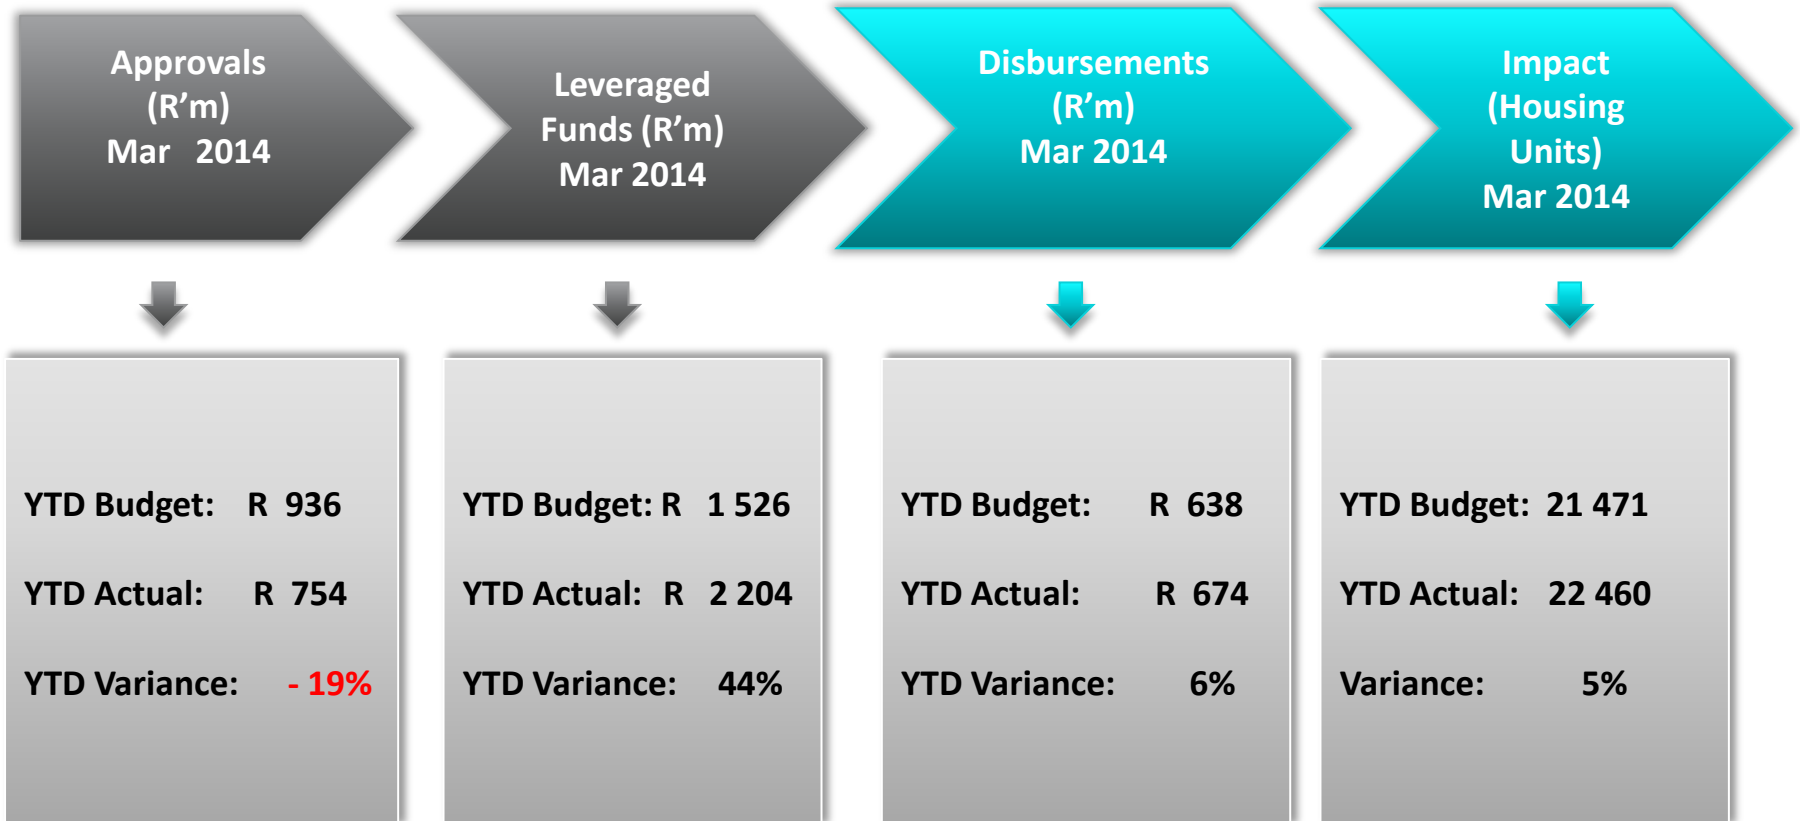 Approvals
(R’m)
Mar 2014
Leveraged
Funds (R’m)
Mar 2014
Disbursements
(R’m)
Mar 2014
Impact
(Housing
Units)
Mar 2014
YTD Budget: R 936
YTD Actual: R 754
YTD Variance: - 19%
YTD Budget: R 1 526
YTD Actual: R 2 204
YTD Variance: 44%
YTD Budget: R 638
YTD Actual: R 674
YTD Variance: 6%
YTD Budget: 21 471
YTD Actual: 22 460
Variance: 5%